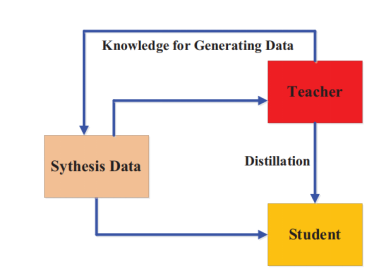 Knowledge for Generating Data
Teacher
Sythesis Data
Distillation
Student